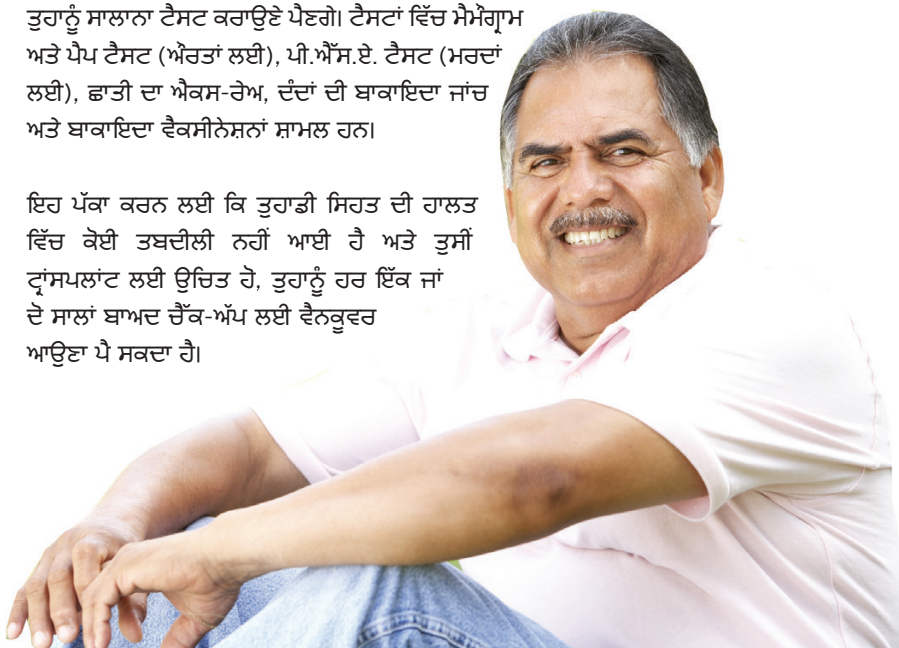 ਤੁਹਾਨੂੰ ਸਾਲਾਨਾ ਟੈਸਟ ਕਰਾਉਣੇ ਪੈਣਗੇ। ਟੈਸਟਾਂ ਵਿੱਚ ਮੈਮੌਗ੍ਰਾਮ
ਅਤੇ ਪੈਪ ਟੈਸਟ (ਔਰਤਾਂ ਲਈ), ਪੀ.ਐੱਸ.ਏ. ਟੈਸਟ (ਮਰਦਾਂ
ਲਈ), ਛਾਤੀ ਦਾ ਐਕਸ-ਰੇਅ, ਦੰਦਾਂ ਦੀ ਬਾਕਾਇਦਾ ਜਾਂਚ
ਅਤੇ ਬਾਕਾਇਦਾ ਵੈਕਸੀਨੇਸ਼ਨਾਂ ਸ਼ਾਮਲ ਹਨ।
ਇਹ ਪੱਕਾ ਕਰਨ ਲਈ ਕਿ ਤੁਹਾਡੀ ਸਿਹਤ ਦੀ ਹਾਲਤ
ਵਿੱਚ ਕੋਈ ਤਬਦੀਲੀ ਨਹੀਂ ਆਈ ਹੈ ਅਤੇ ਤੁਸੀਂ
ਟ੍ਰਾਂਸਪਲਾਂਟ ਲਈ ਉਚਿਤ ਹੋ, ਤੁਹਾਨੂੰ ਹਰ ਇੱਕ ਜਾਂ
ਦੋ ਸਾਲਾਂ ਬਾਅਦ ਚੈੱਕ-ਅੱਪ ਲਈ ਵੈਨਕੂਵਰ
ਆਉਣਾ ਪੈ ਸਕਦਾ ਹੈ।